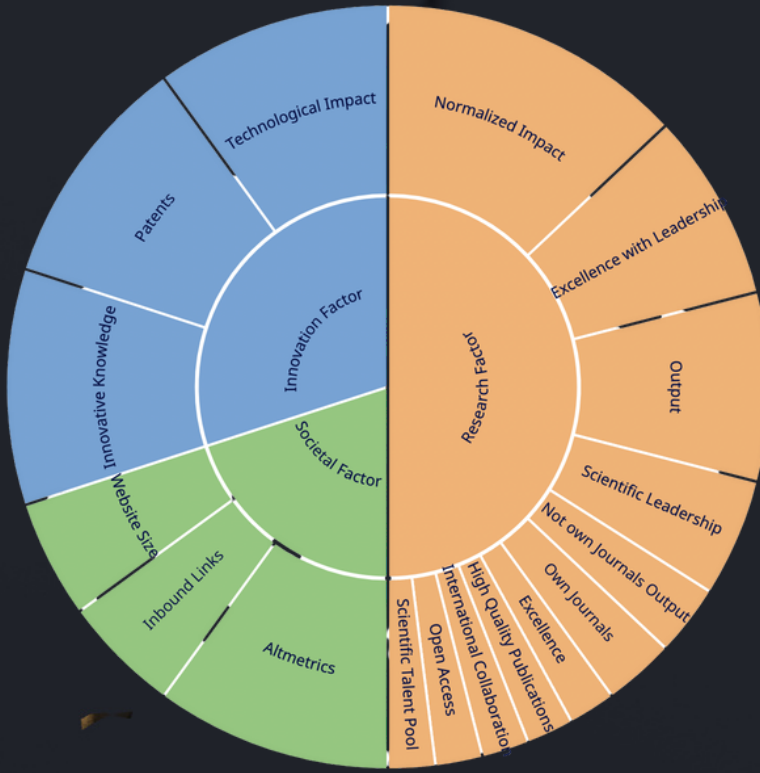 Technological Impact
Normalized Impact
Patents
Excellence with Leadership
Innovative Knowledge
Innovation Factor
Research Factor
Output
Societal Factor
Website Size
Scientific Leadership
Inbound Links
Not own Journals Output
Own Journals
Excellence
High Quality Publications
International Collaboration
Open Access
Scientific Talent Pool
Altmetrics